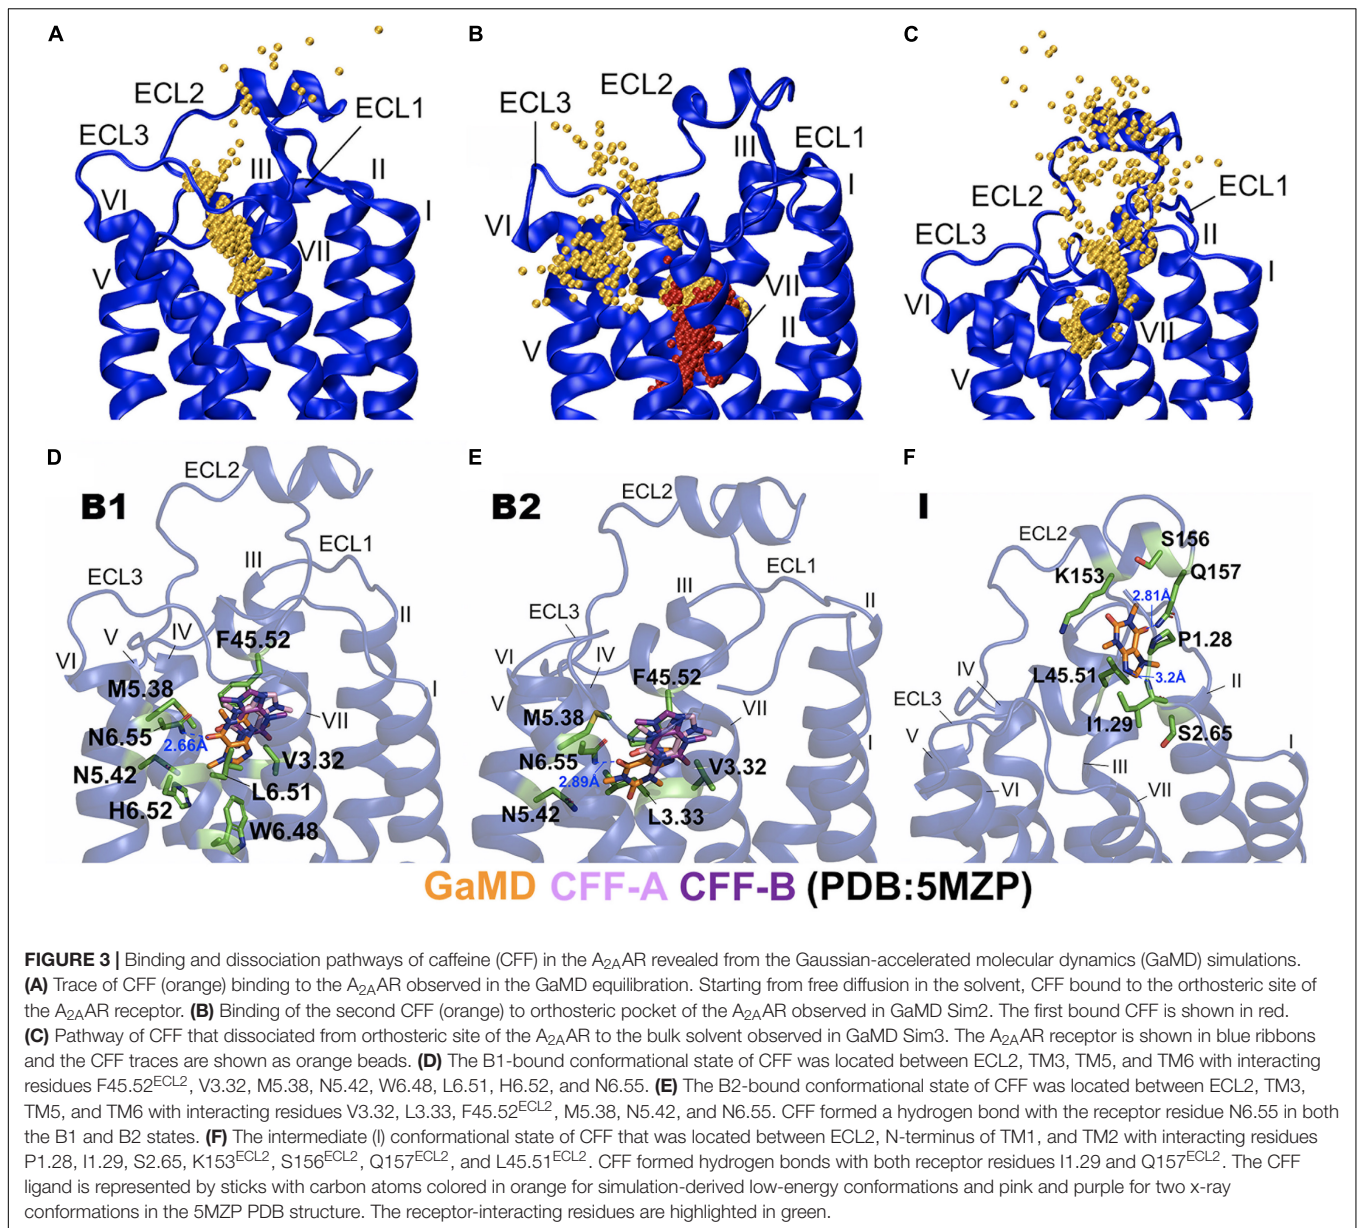 A
ECL2
ECL3
ECL1
III
II
VI
I
VII
V
B
ECL2
ECL3
III
ECL1
I
VI
VII
II
V
C
ECL2
ECL1
ECL3
II
I
VI
VII
V
D
B1
ECL2
ECL1
III
ECL3
II
V
IV
F45.52
VI
M5.38
I
VII
N6.55
2.66Å
V3.32
N5.42
L6.51
H6.52
W6.48
E
B2
ECL2
III
ECL1
II
ECL3
VI
IV
F45.52
V
M5.38
VII
N6.55
I
2.89Å
V3.32
N5.42
L3.33
F
I
ECL2
S156
K153
Q157
2.81Å
P1.28
IV
L45.51
3.2Å
II
ECL3
I1.29
S2.65
V
I
III
VI
VII
GaMD CFF-A CFF-B (PDB:5MZP)
FIGURE 3 | Binding and dissociation pathways of caffeine (CFF) in the A2AAR revealed from the Gaussian-accelerated molecular dynamics (GaMD) simulations.
(A) Trace of CFF (orange) binding to the A2AAR observed in the GaMD equilibration. Starting from free diffusion in the solvent, CFF bound to the orthosteric site of
the A2AAR receptor. (B) Binding of the second CFF (orange) to orthosteric pocket of the A2AAR observed in GaMD Sim2. The first bound CFF is shown in red.
(C) Pathway of CFF that dissociated from orthosteric site of the A2AAR to the bulk solvent observed in GaMD Sim3. The A2AAR receptor is shown in blue ribbons
and the CFF traces are shown as orange beads. (D) The B1-bound conformational state of CFF was located between ECL2, TM3, TM5, and TM6 with interacting
residues F45.52ECL2, V3.32, M5.38, N5.42, W6.48, L6.51, H6.52, and N6.55. (E) The B2-bound conformational state of CFF was located between ECL2, TM3,
TM5, and TM6 with interacting residues V3.32, L3.33, F45.52ECL2, M5.38, N5.42, and N6.55. CFF formed a hydrogen bond with the receptor residue N6.55 in both
the B1 and B2 states. (F) The intermediate (I) conformational state of CFF that was located between ECL2, N-terminus of TM1, and TM2 with interacting residues
P1.28, I1.29, S2.65, K153ECL2, S156ECL2, Q157ECL2, and L45.51ECL2. CFF formed hydrogen bonds with both receptor residues I1.29 and Q157ECL2. The CFF
ligand is represented by sticks with carbon atoms colored in orange for simulation-derived low-energy conformations and pink and purple for two x-ray
conformations in the 5MZP PDB structure. The receptor-interacting residues are highlighted in green.